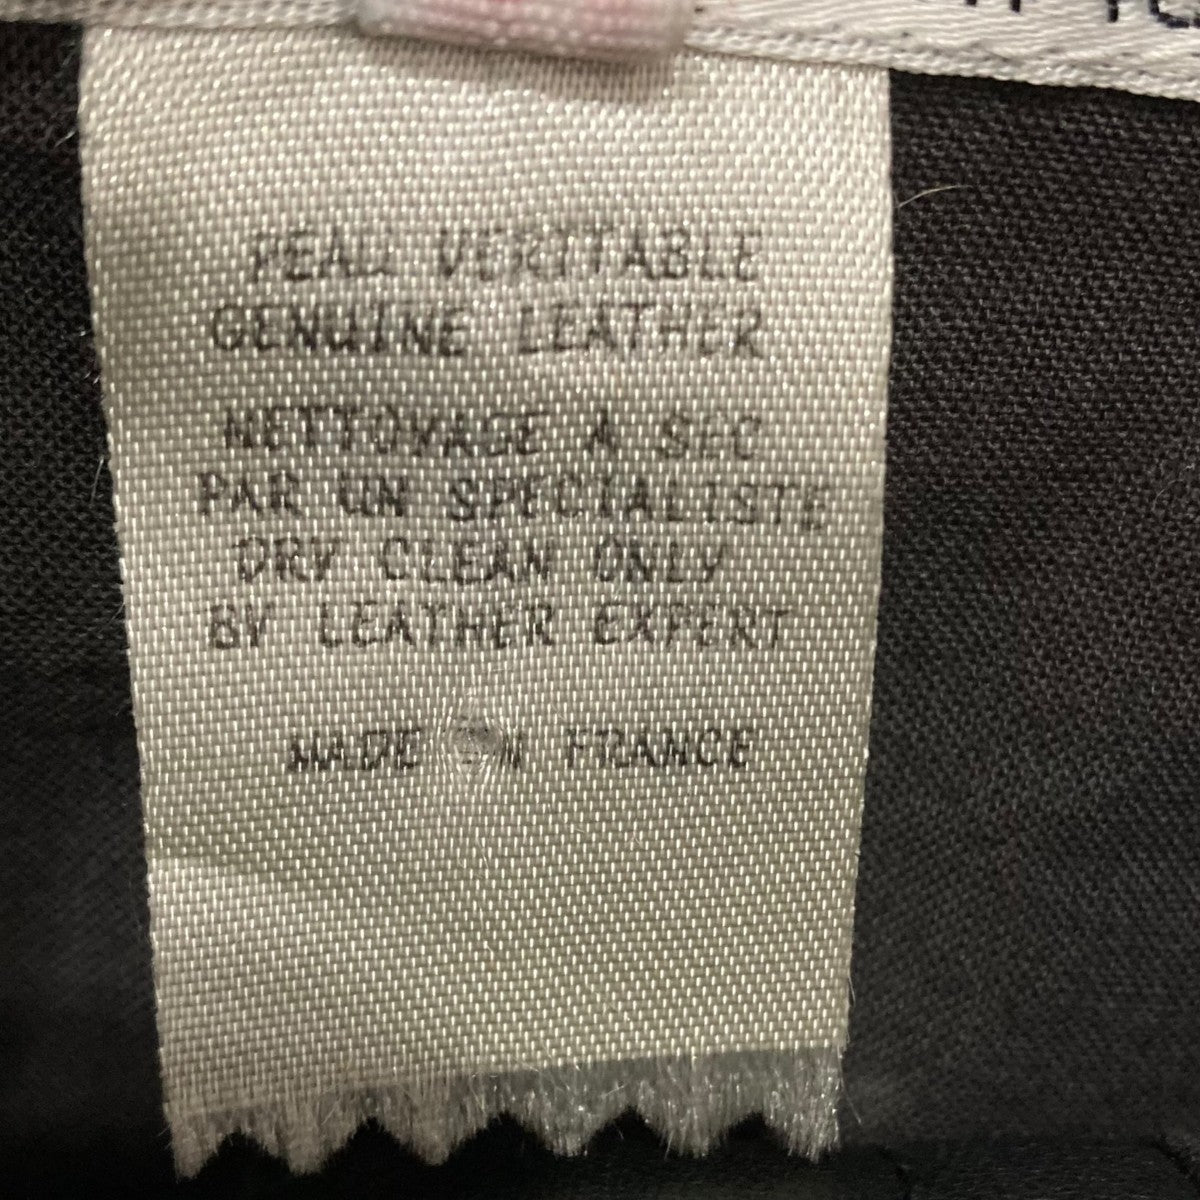 PEAU VERITABLE
GENUINE LEATHER
NETTOYAGE A SEC
PAR UN SPECIALISTE
DRY CLEAN ONLY
BY LEATHER EXPERT
MADE IN FRANCE